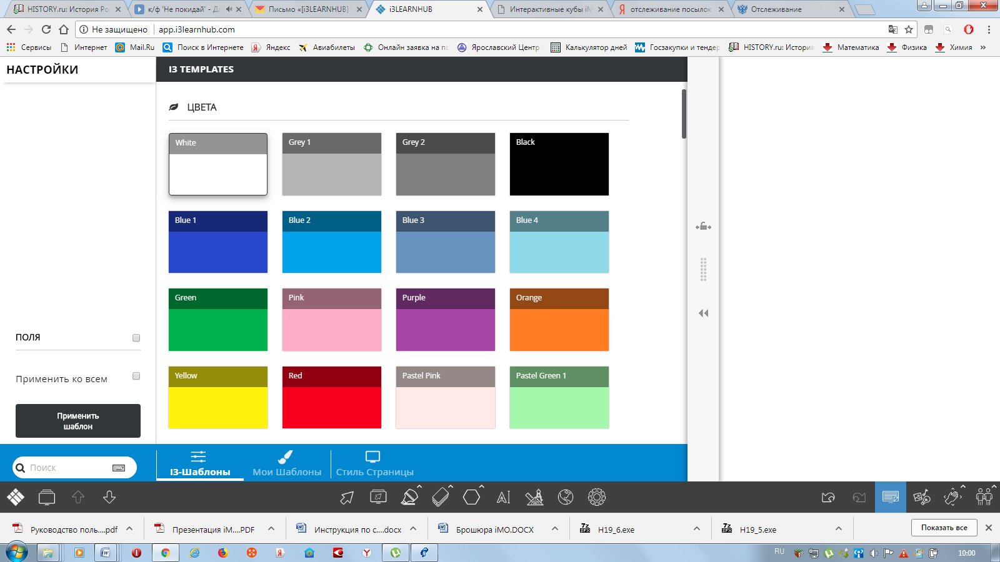 HISTORY.ru: История Ро
к/ф 'Не покидай' - Д
Письмо «[i3LEARNHUB]
i3LEARNHUB
Интерактивные кубы iM
отслеживание посылок
Отслеживание
Не защищено
app.i3learnhub.com
Сервисы
Интернет
Mail.Ru
Поиск в Интернете
Яндекс
Авиабилеты
Онлайн заявка на по
Ярославский Центр
Калькулятор дней
Госзакупки и тендер
HISTORY.ru: История
Математика
Физика
Химия
»
НАСТРОЙКИ
I3 TEMPLATES
ЦВЕТА
White
Grey 1
Grey 2
Black
Blue 1
Blue 2
Blue 3
Blue 4
Green
Pink
Purple
Orange
Yellow
Red
Pastel Pink
Pastel Green 1
ПОЛЯ
Применить ко всем
Применить
шаблон
Поиск
I3-Шаблоны
Мои Шаблоны
Стиль Страницы
AI
Руководство поль....pdf
Презентация iM....PDF
Инструкция по с....docx
Брошюра iMO.DOCX
H19_6.exe
H19_5.exe
Показать все
RU
10:00